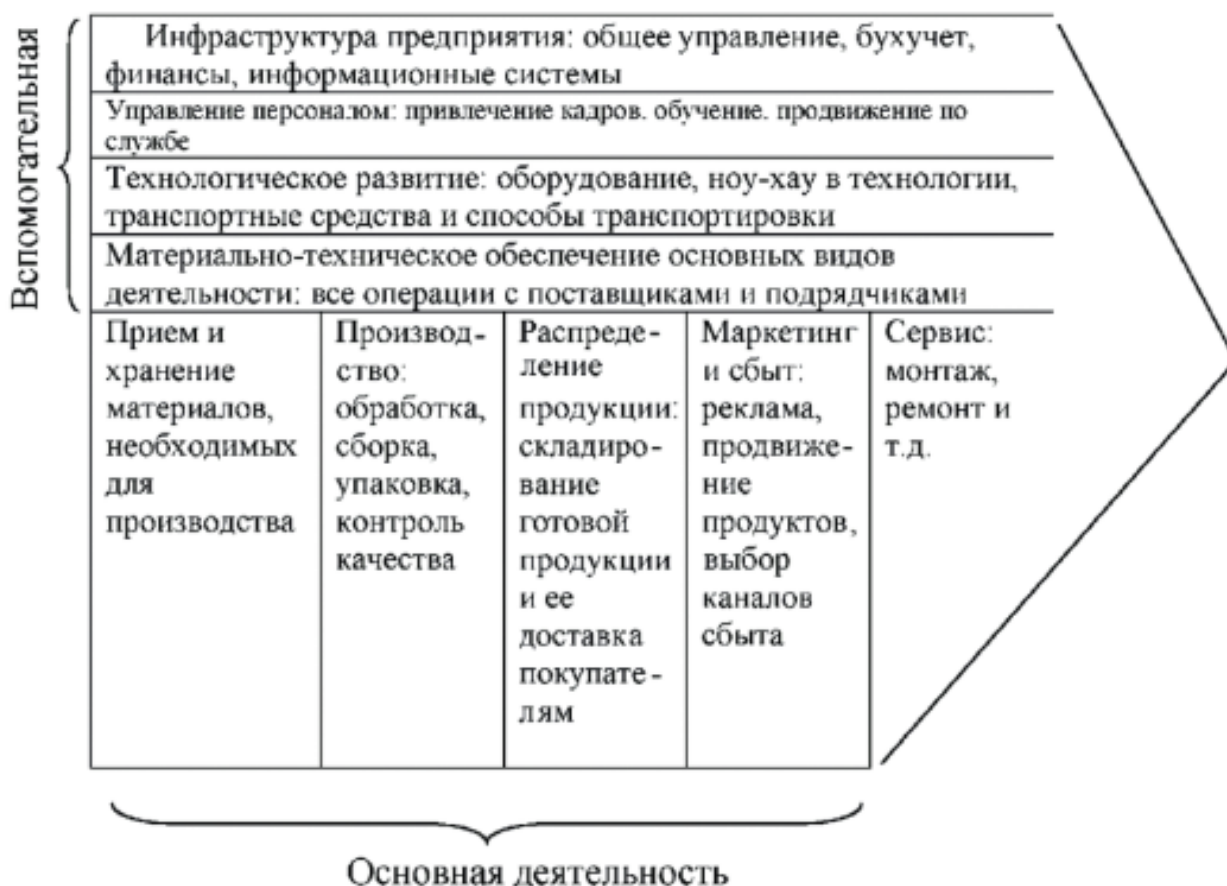 Вспомогательная
Инфраструктура предприятия: общее управление, бухучет,
финансы, информационные системы
Управление персоналом: привлечение кадров. обучение. продвижение по
службе
Технологическое развитие: оборудование, ноу-хау в технологии,
транспортные средства и способы транспортировки
Материально-техническое обеспечение основных видов
деятельности: все операции с поставщиками и подрядчиками
Прием и
хранение
материалов,
необходимых
для
производства
Производ-
ство:
обработка,
сборка,
упаковка,
контроль
качества
Распреде-
ление
продукции:
складиро-
вание
готовой
продукции
и ее
доставка
покупате-
лям
Маркетинг
и сбыт:
реклама,
продвиже-
ние
продуктов,
выбор
каналов
сбыта
Сервис:
монтаж,
ремонт и
т.д.
Основная деятельность